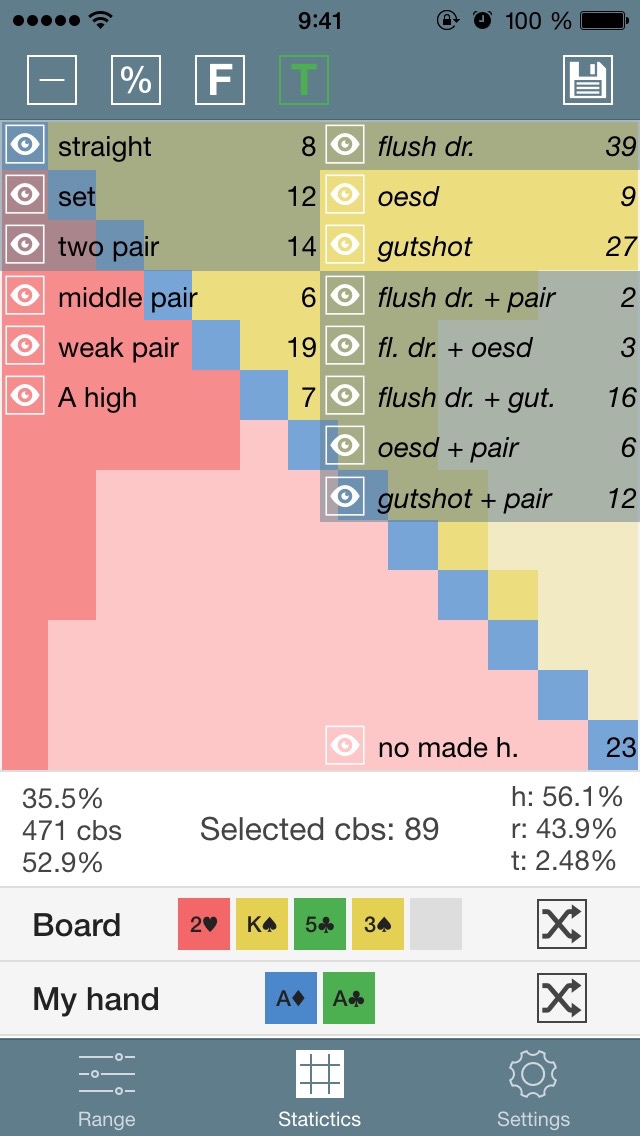 9:41 100 %
— % F T
straight 8 flush dr. 39
set 12 oesd 9
two pair 14 gutshot 27
middle pair 6 flush dr. + pair 2
weak pair 19 fl. dr. + oesd 3
A high 7 flush dr. + gut. 16
oesd + pair 6
gutshot + pair 12
no made h. 23
35.5% h: 56.1%
471 cbs Selected cbs: 89 r: 43.9%
52.9% t: 2.48%
Board 2♥ K♠ 5♣ 3♠
My hand A♦ A♣
Range Statictics Settings